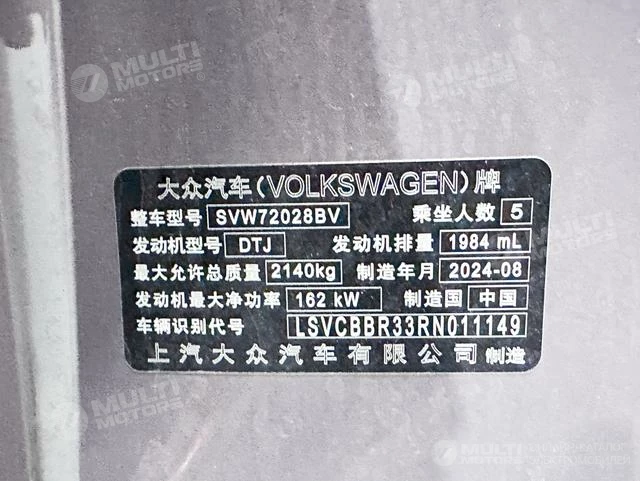 MULTI
MOTORS
大众汽车(VOLKSWAGEN)牌
整车型号 SVW72028BV 乘坐人数 5
发动机型号 DTJ 发动机排量 1984 mL
最大允许总质量 2140kg 制造年月 2024-08
发动机最大净功率 162 kW 制造国 中国
车辆识别代号 LSVCBBR33RN011149
上汽大众汽车有限公司 制造
MULTI
MOTORS
MULTI
MOTORS